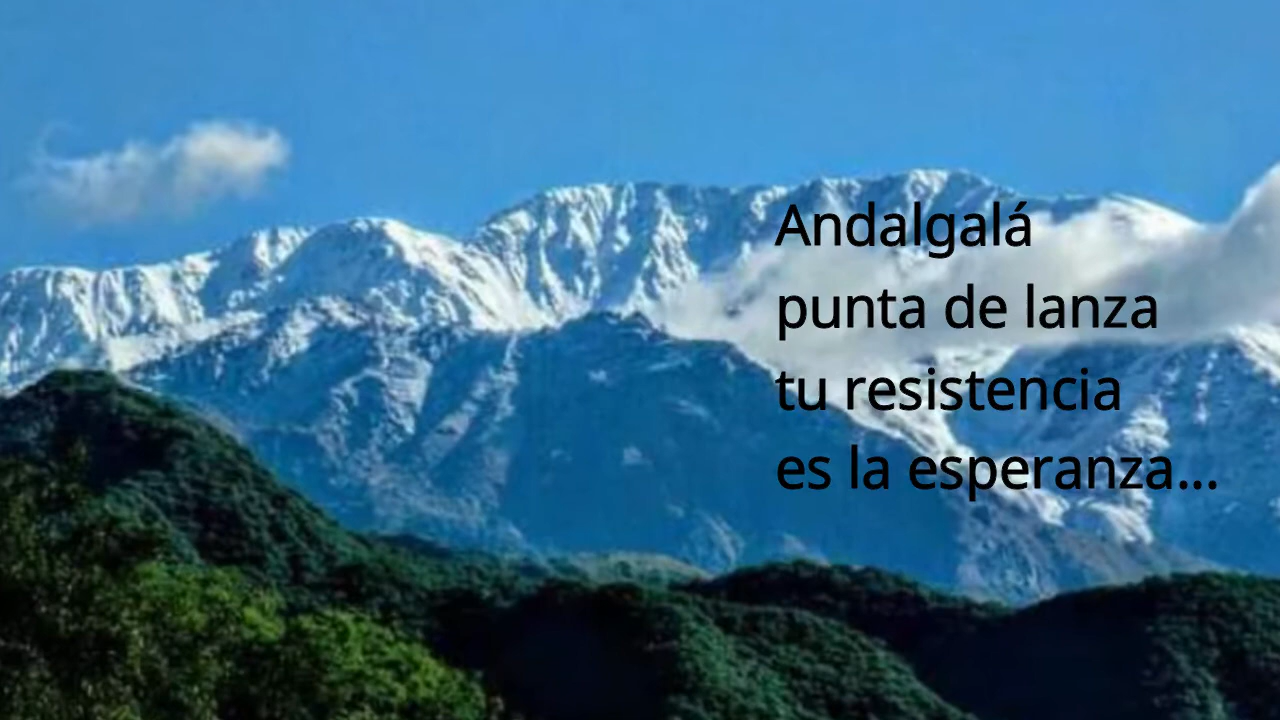 Andalgalá
punta de lanza
tu resistencia
es la esperanza...